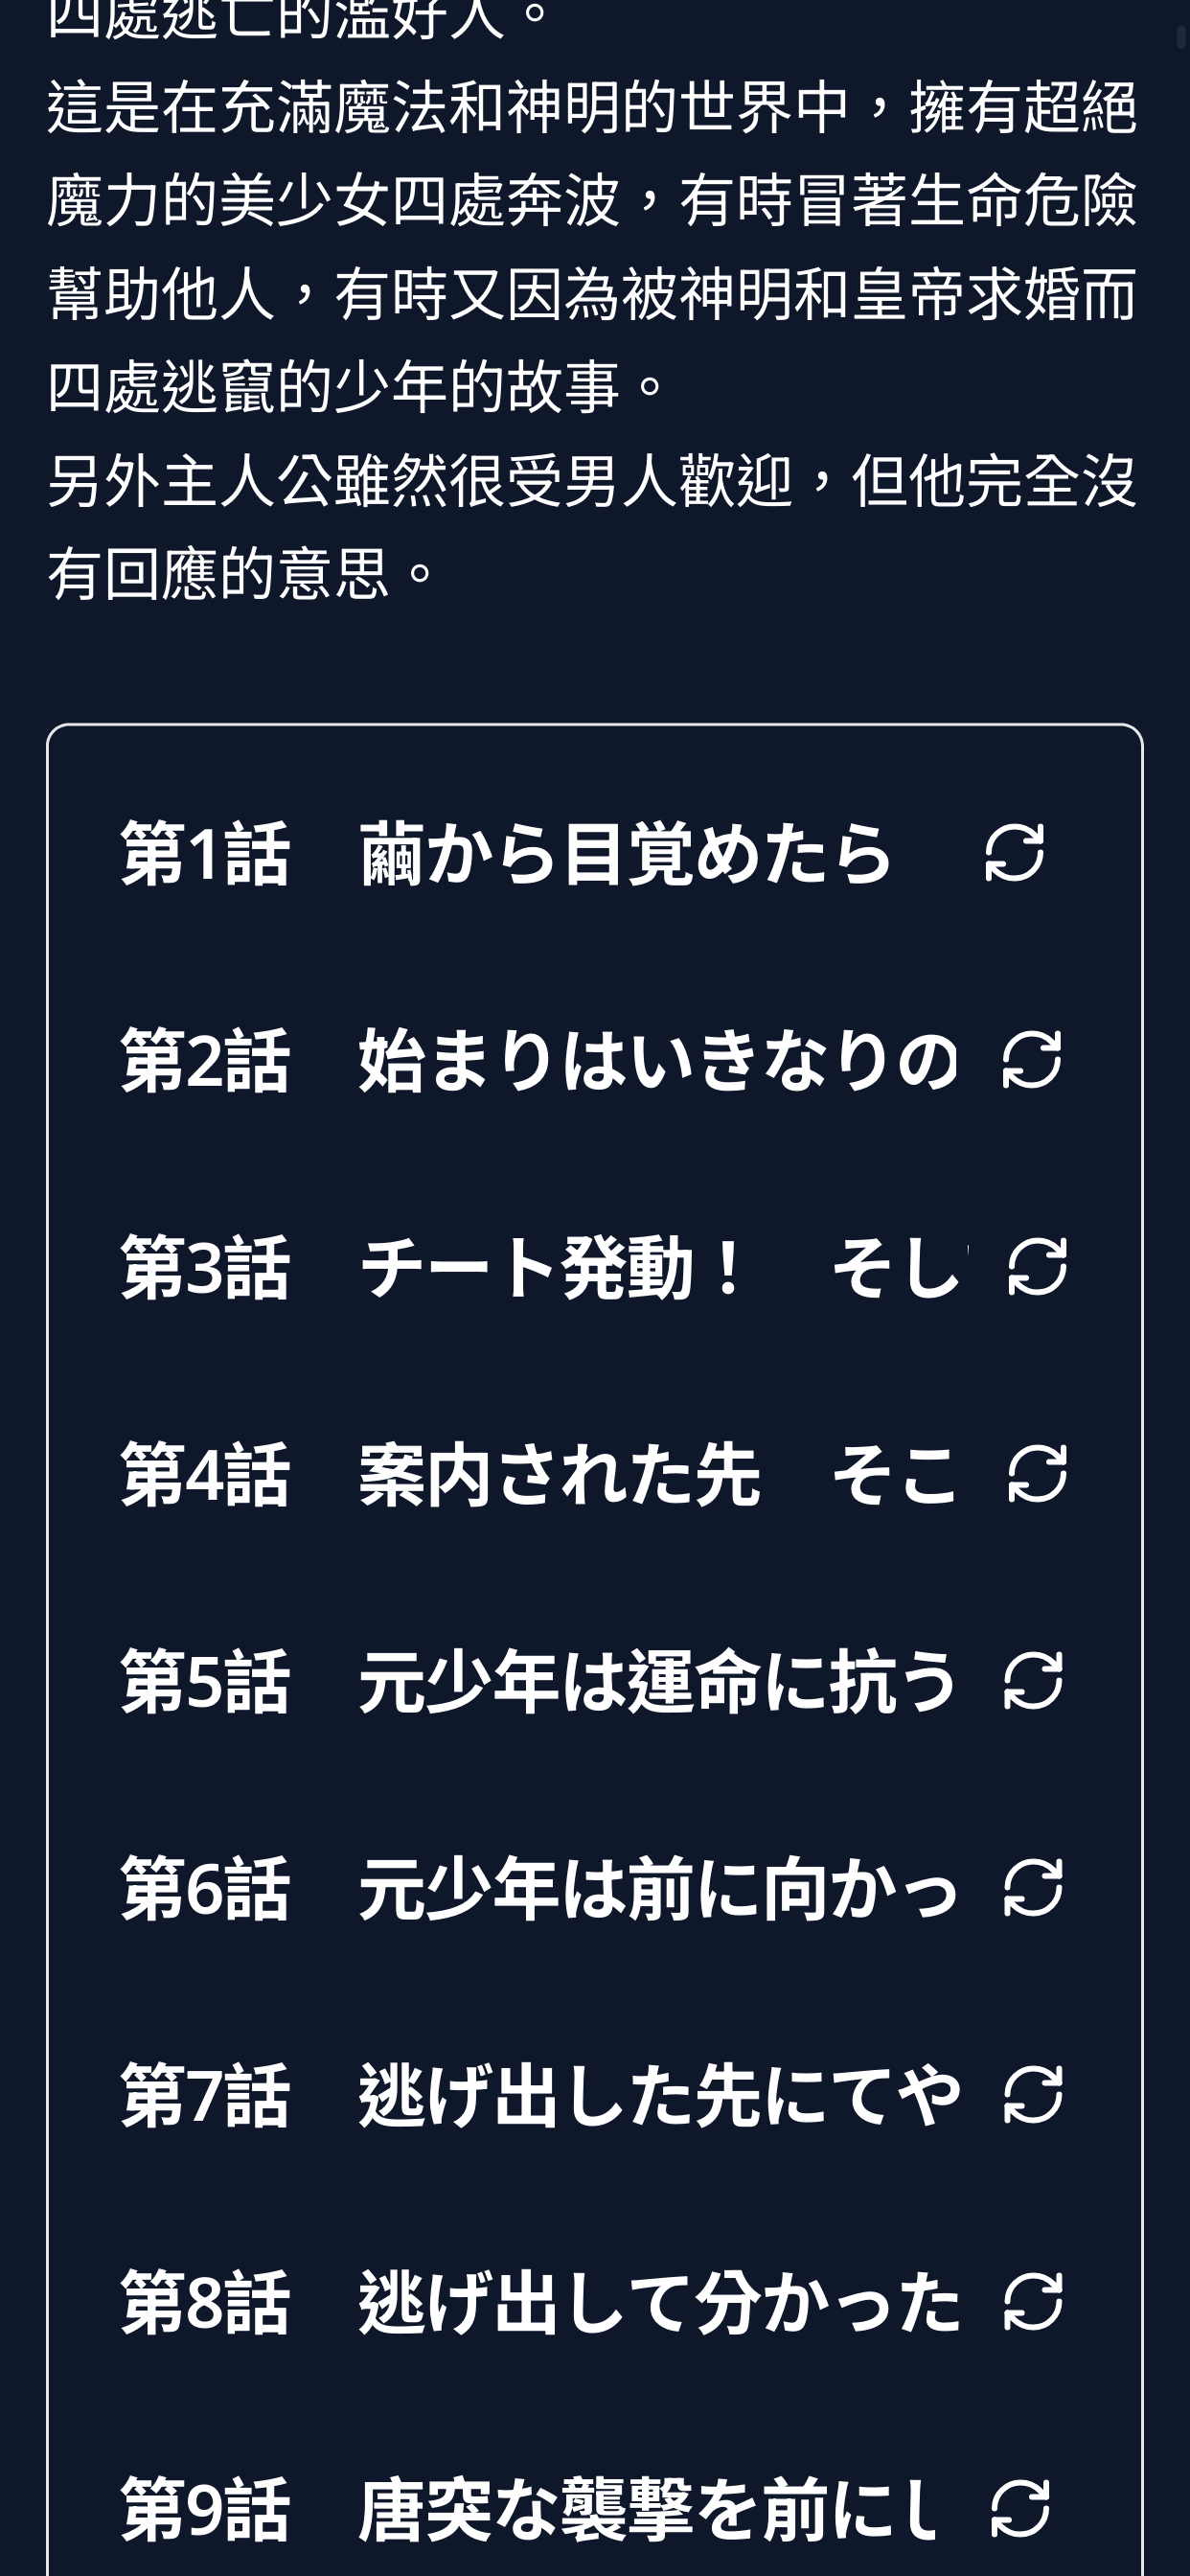 四處逃亡的濫好人。
這是在充滿魔法和神明的世界中，擁有超絕
魔力的美少女四處奔波，有時冒著生命危險
幫助他人，有時又因為被神明和皇帝求婚而
四處逃竄的少年的故事。
另外主人公雖然很受男人歡迎，但他完全沒
有回應的意思。
第1話　繭から目覚めたら
第2話　始まりはいきなりの
第3話　チート発動！　そし
第4話　案内された先　そこ
第5話　元少年は運命に抗う
第6話　元少年は前に向かっ
第7話　逃げ出した先にてや
第8話　逃げ出して分かった
第9話　唐突な襲撃を前にし